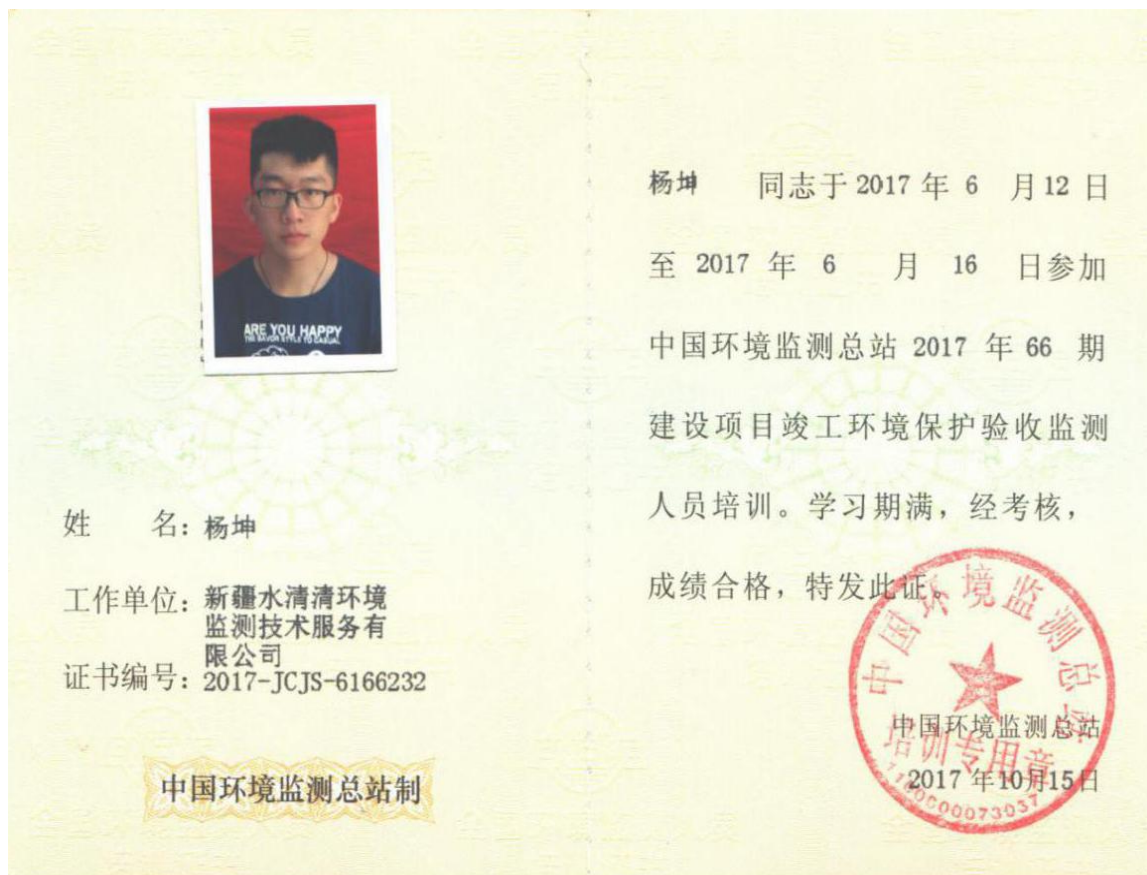 ARE YOU HAPPY
THE SAVOR STYLE TO CASUAL
姓 名：杨坤
工作单位：新疆水清清环境
监测技术服务有
限公司
证书编号：2017-JCJS-6166232
中国环境监测总站制
杨坤 同志于 2017 年 6 月 12 日
至 2017 年 6 月 16 日参加
中国环境监测总站 2017 年 66 期
建设项目竣工环境保护验收监测
人员培训。学习期满，经考核，
成绩合格，特发此证。
中国环境监测总站
2017 年10月15日
中国环境监测总站
培训专用章
1100000073037